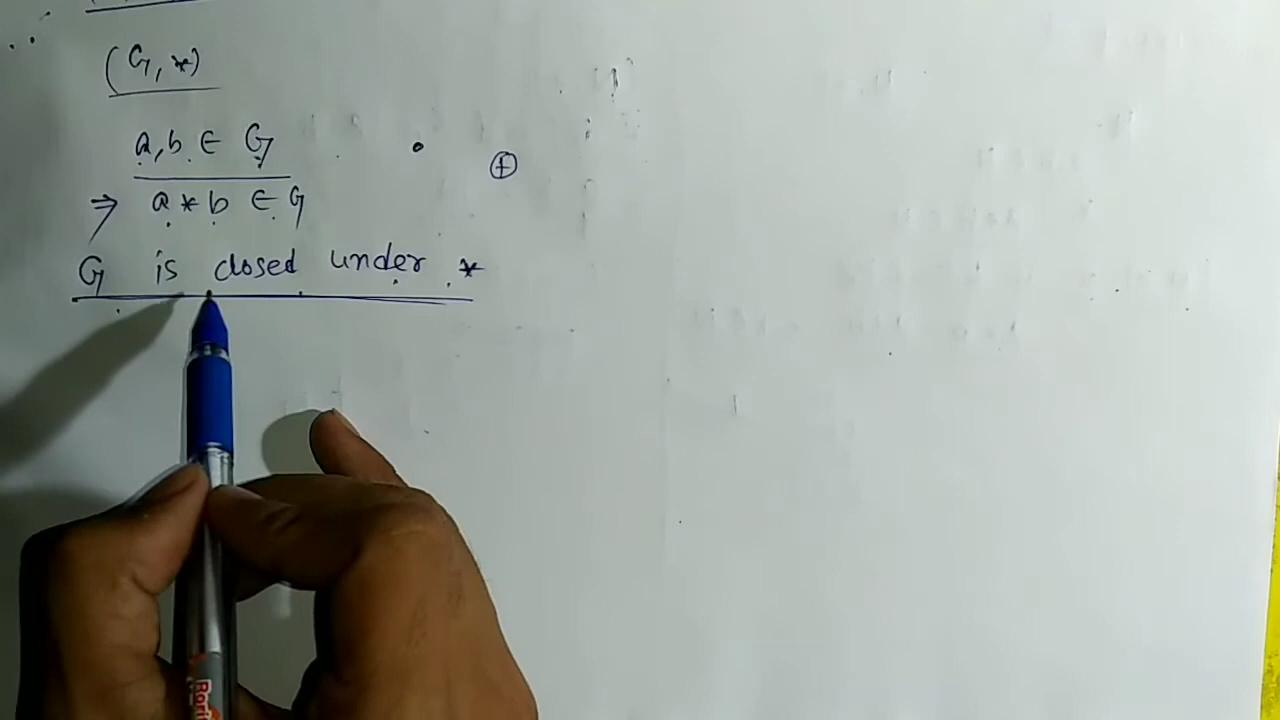 (G, *)
a, b ∈ G
⊕
⇒ a * b ∈ G
G is closed under *